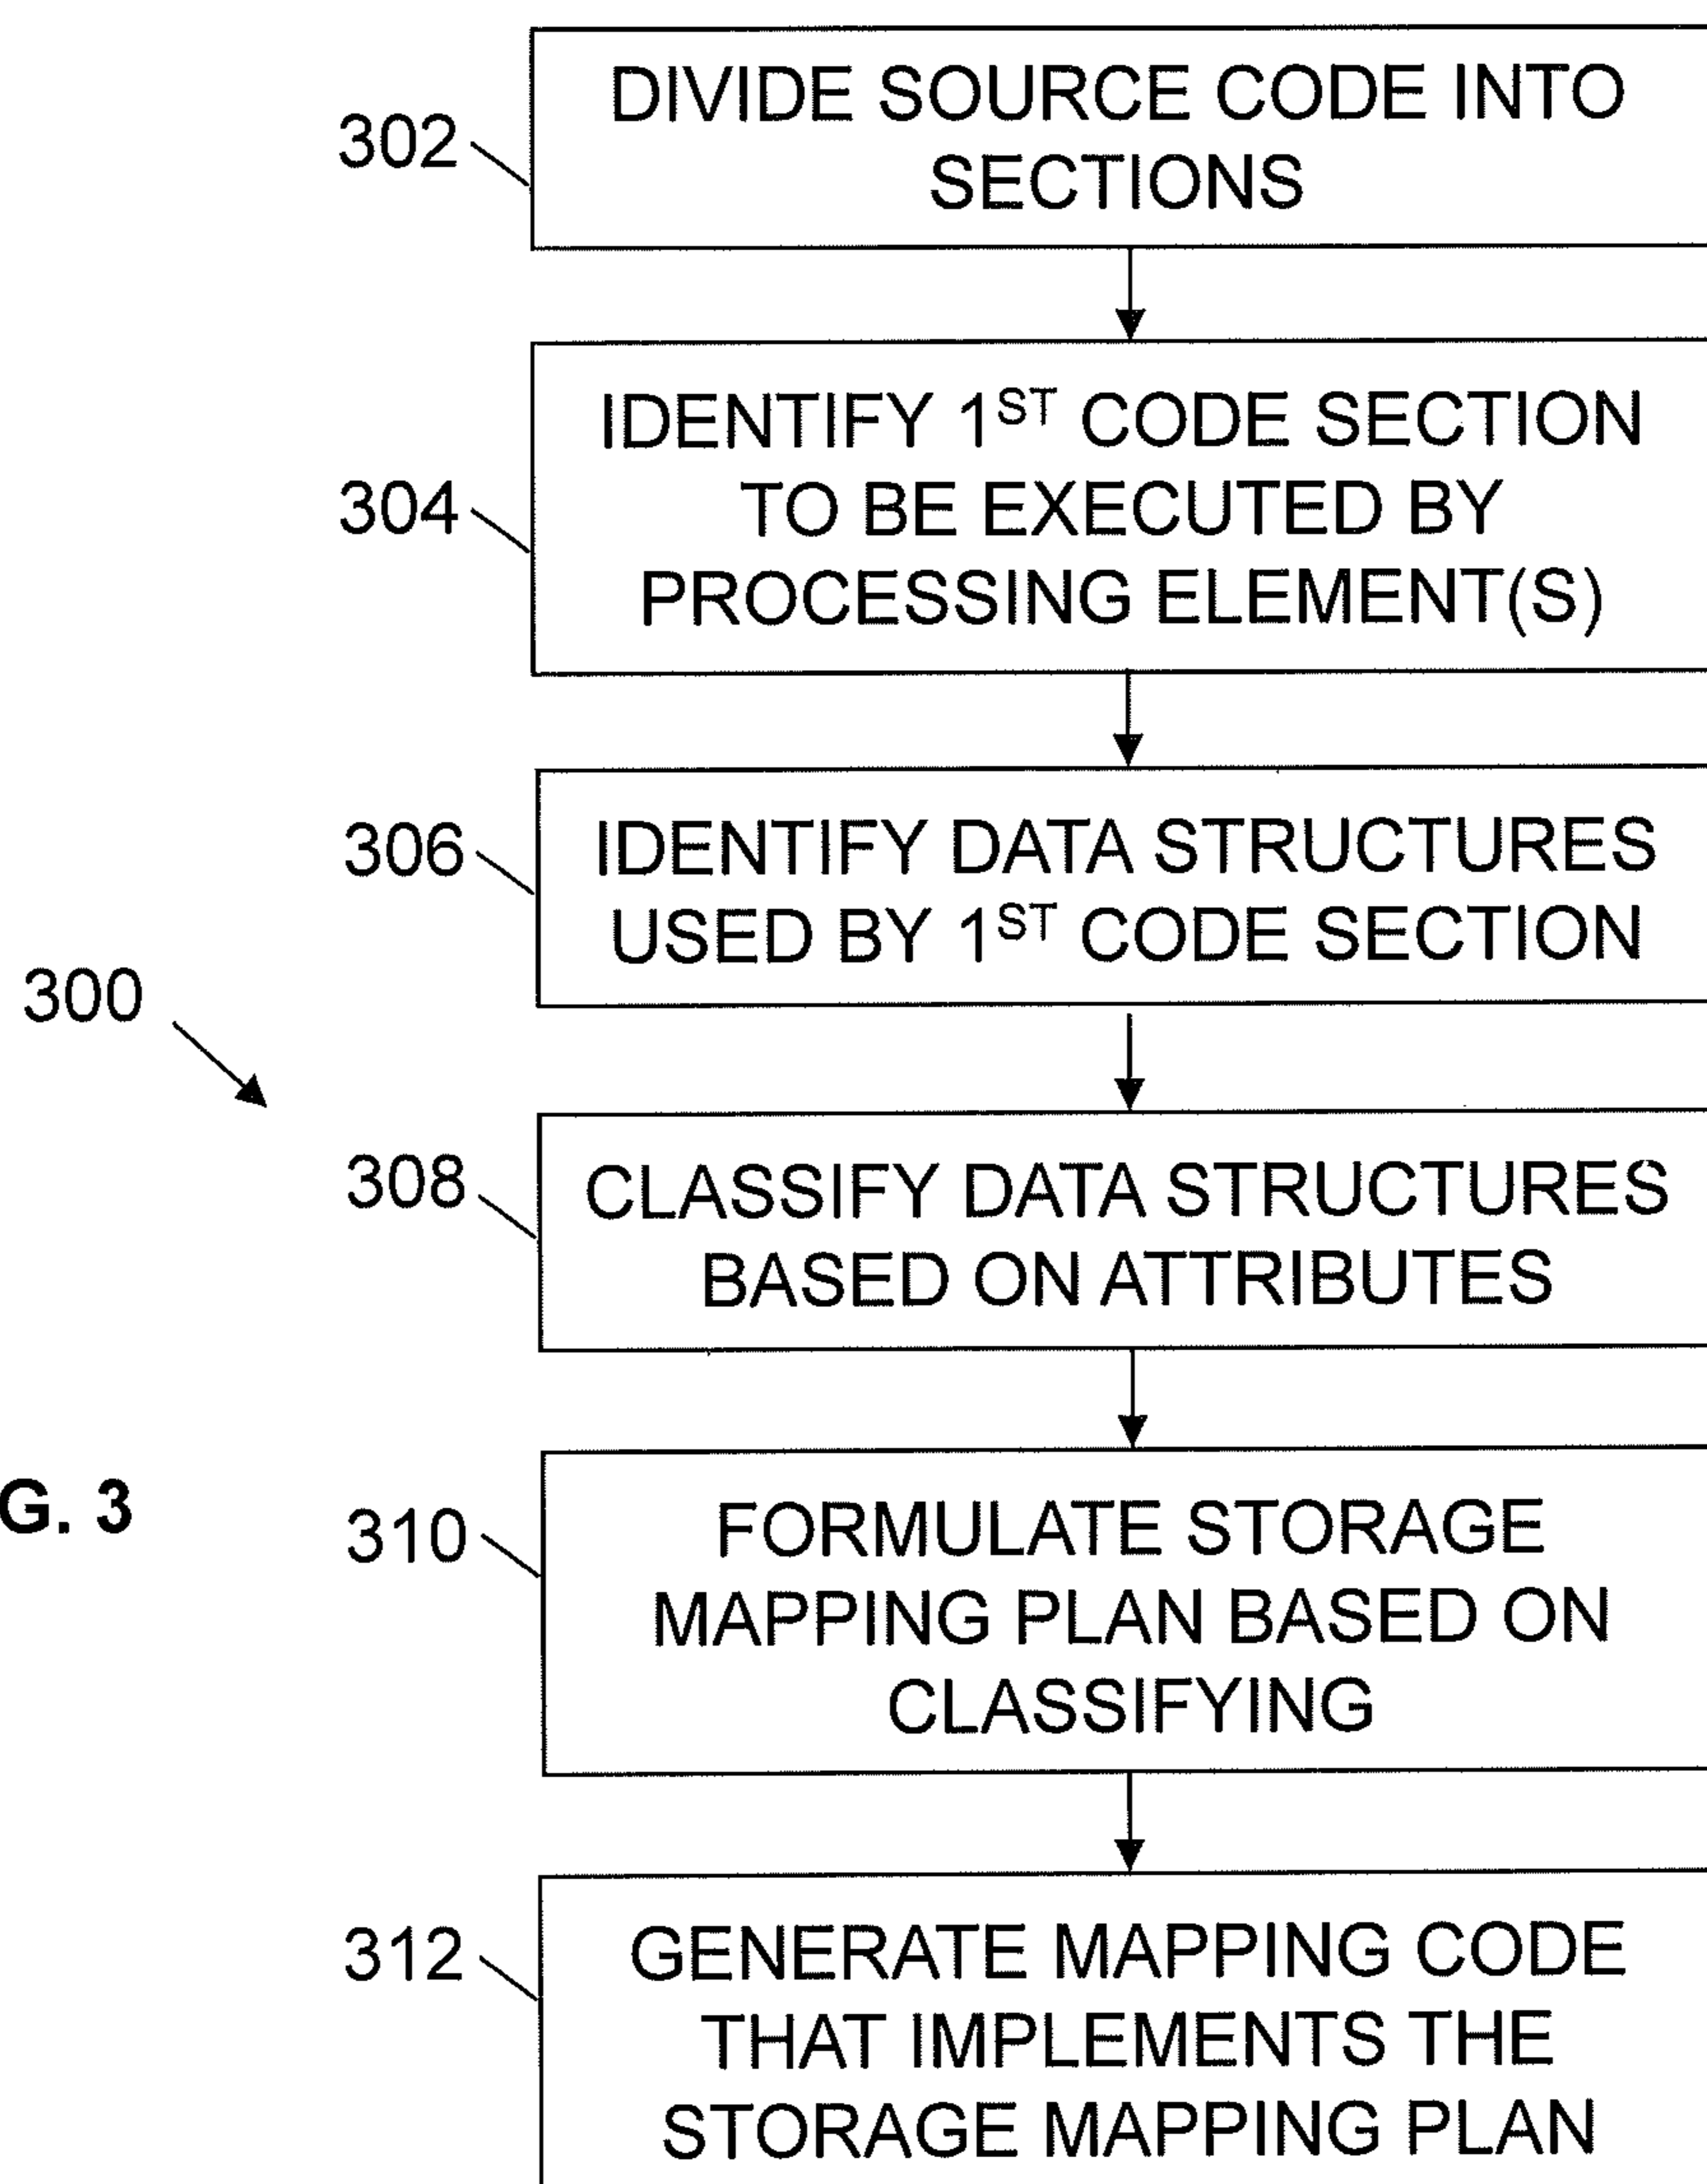 DIVIDE SOURCE CODE INTO
SECTIONS
302
IDENTIFY 1ST CODE SECTION
TO BE EXECUTED BY
PROCESSING ELEMENT(S)
304
IDENTIFY DATA STRUCTURES
USED BY 1ST CODE SECTION
306
300
CLASSIFY DATA STRUCTURES
BASED ON ATTRIBUTES
308
G. 3
FORMULATE STORAGE
MAPPING PLAN BASED ON
CLASSIFYING
310
GENERATE MAPPING CODE
THAT IMPLEMENTS THE
STORAGE MAPPING PLAN
312